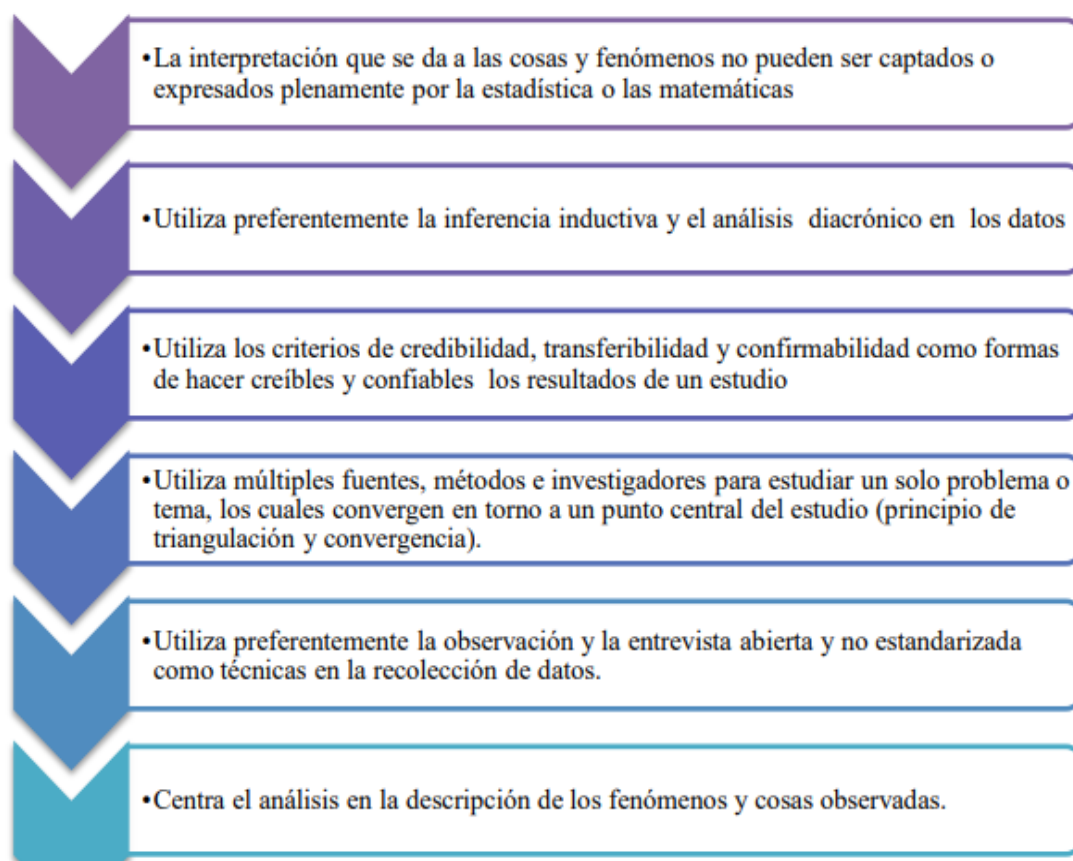 •La interpretación que se da a las cosas y fenómenos no pueden ser captados o
expresados plenamente por la estadística o las matemáticas
•Utiliza preferentemente la inferencia inductiva y el análisis diacrónico en los datos
•Utiliza los criterios de credibilidad, transferibilidad y confirmabilidad como formas
de hacer creíbles y confiables los resultados de un estudio
•Utiliza múltiples fuentes, métodos e investigadores para estudiar un solo problema o
tema, los cuales convergen en torno a un punto central del estudio (principio de
triangulación y convergencia).
•Utiliza preferentemente la observación y la entrevista abierta y no estandarizada
como técnicas en la recolección de datos.
•Centra el análisis en la descripción de los fenómenos y cosas observadas.